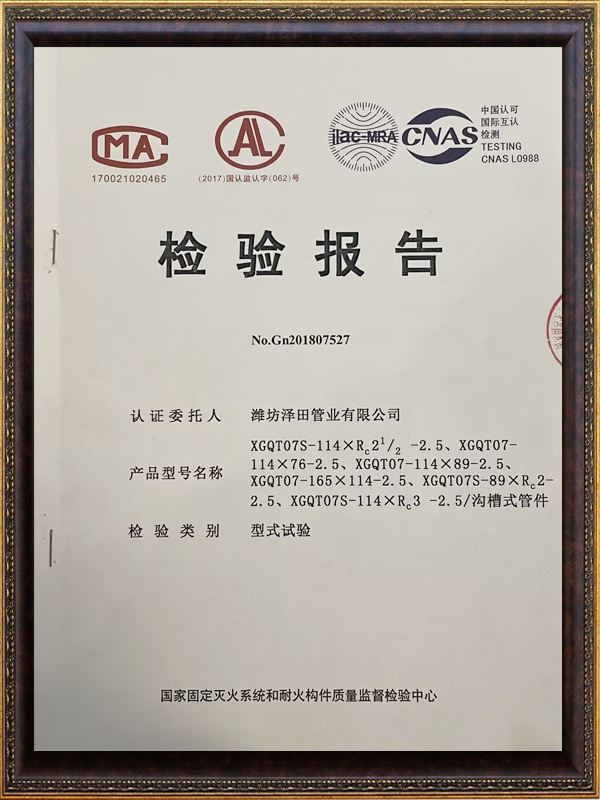 MA
170021020465
AL
(2017)国认监认字(062)号
ilac-MRA
CNAS
中国认可
国际互认
检测
TESTING
CNAS L0988
检验报告
No.Gn201807527
认证委托人 潍坊泽田管业有限公司
产品型号名称 XGQT07S-114×Rc2¹/₂ -2.5、XGQT07-
114×76-2.5、XGQT07-114×89-2.5、
XGQT07-165×114-2.5、XGQT07S-89×Rc2-
2.5、XGQT07S-114×Rc3 -2.5/沟槽式管件
检验类别 型式试验
国家固定灭火系统和耐火构件质量监督检验中心